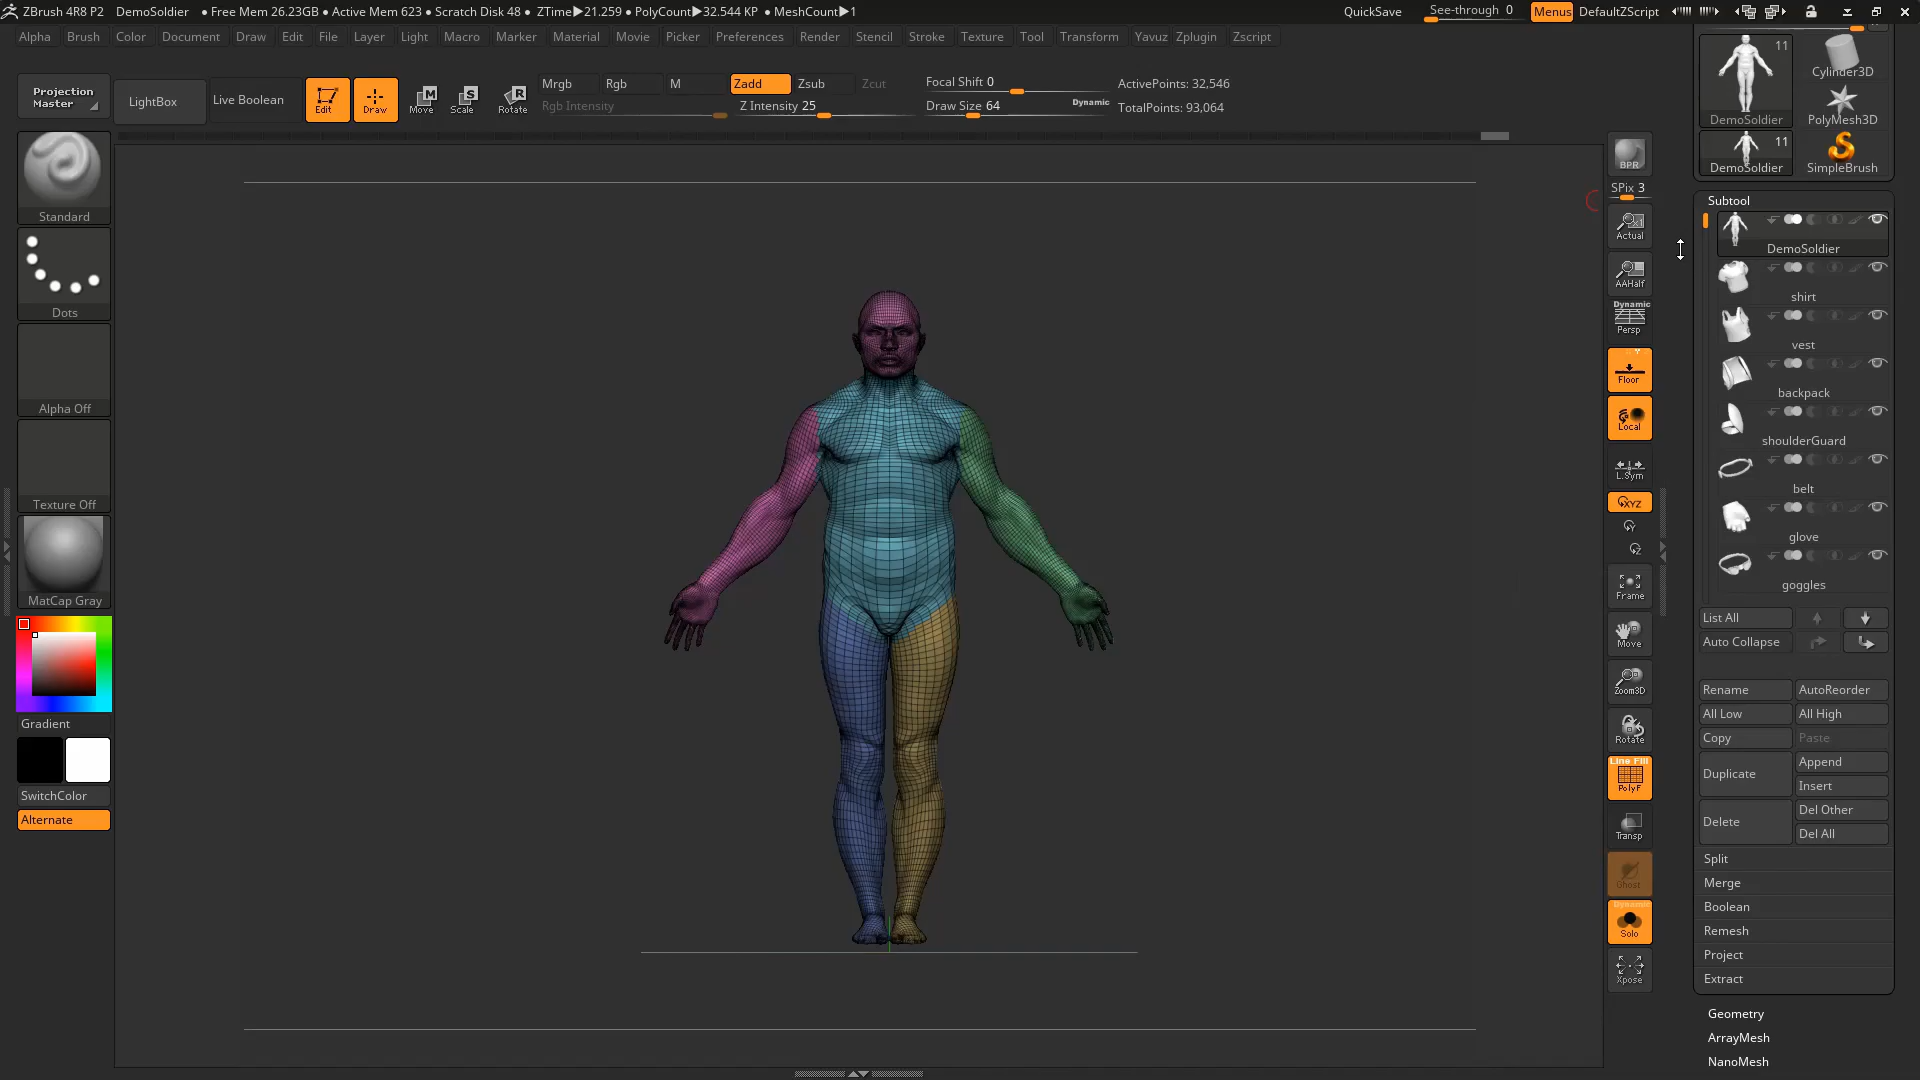 ZBrush 4R8 P2 DemoSoldier • Free Mem 26.23GB • Active Mem 623 • Scratch Disk 48 • ZTime▶21.259 • PolyCount▶32.544 KP • MeshCount▶1 QuickSave See-through 0 Menus DefaultZScript
Alpha Brush Color Document Draw Edit File Layer Light Macro Marker Material Movie Picker Preferences Render Stencil Stroke Texture Tool Transform Yavuz Zplugin Zscript
Projection
Master
LightBox
Live Boolean
Edit
Draw
Move
Scale
Rotate
Mrgb Rgb M Zadd Zsub Zcut
Rgb Intensity Z Intensity 25
Focal Shift 0
Draw Size 64 Dynamic
ActivePoints: 32,546
TotalPoints: 93,064
Standard
Dots
Alpha Off
Texture Off
MatCap Gray
Gradient
SwitchColor
Alternate
BPR
SPix 3
Actual
AAHalf
Dynamic
Persp
Floor
Local
L.Sym
XYZ
Y
Z
Frame
Move
Zoom3D
Rotate
Line Fill
PolyF
Transp
Ghost
Dynamic
Solo
Xpose
11
DemoSoldier
Cylinder3D
PolyMesh3D
11
DemoSoldier
SimpleBrush
Subtool
DemoSoldier
shirt
vest
backpack
shoulderGuard
belt
glove
goggles
List All
Auto Collapse
Rename AutoReorder
All Low All High
Copy Paste
Duplicate Append
Insert
Delete Del Other
Del All
Split
Merge
Boolean
Remesh
Project
Extract
Geometry
ArrayMesh
NanoMesh